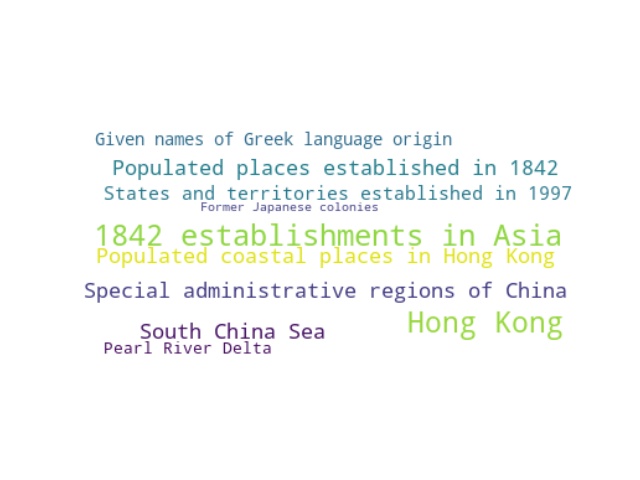 Given names of Greek language origin
Populated places established in 1842
States and territories established in 1997
Former Japanese colonies
1842 establishments in Asia
Populated coastal places in Hong Kong
Special administrative regions of China
Hong Kong
South China Sea
Pearl River Delta